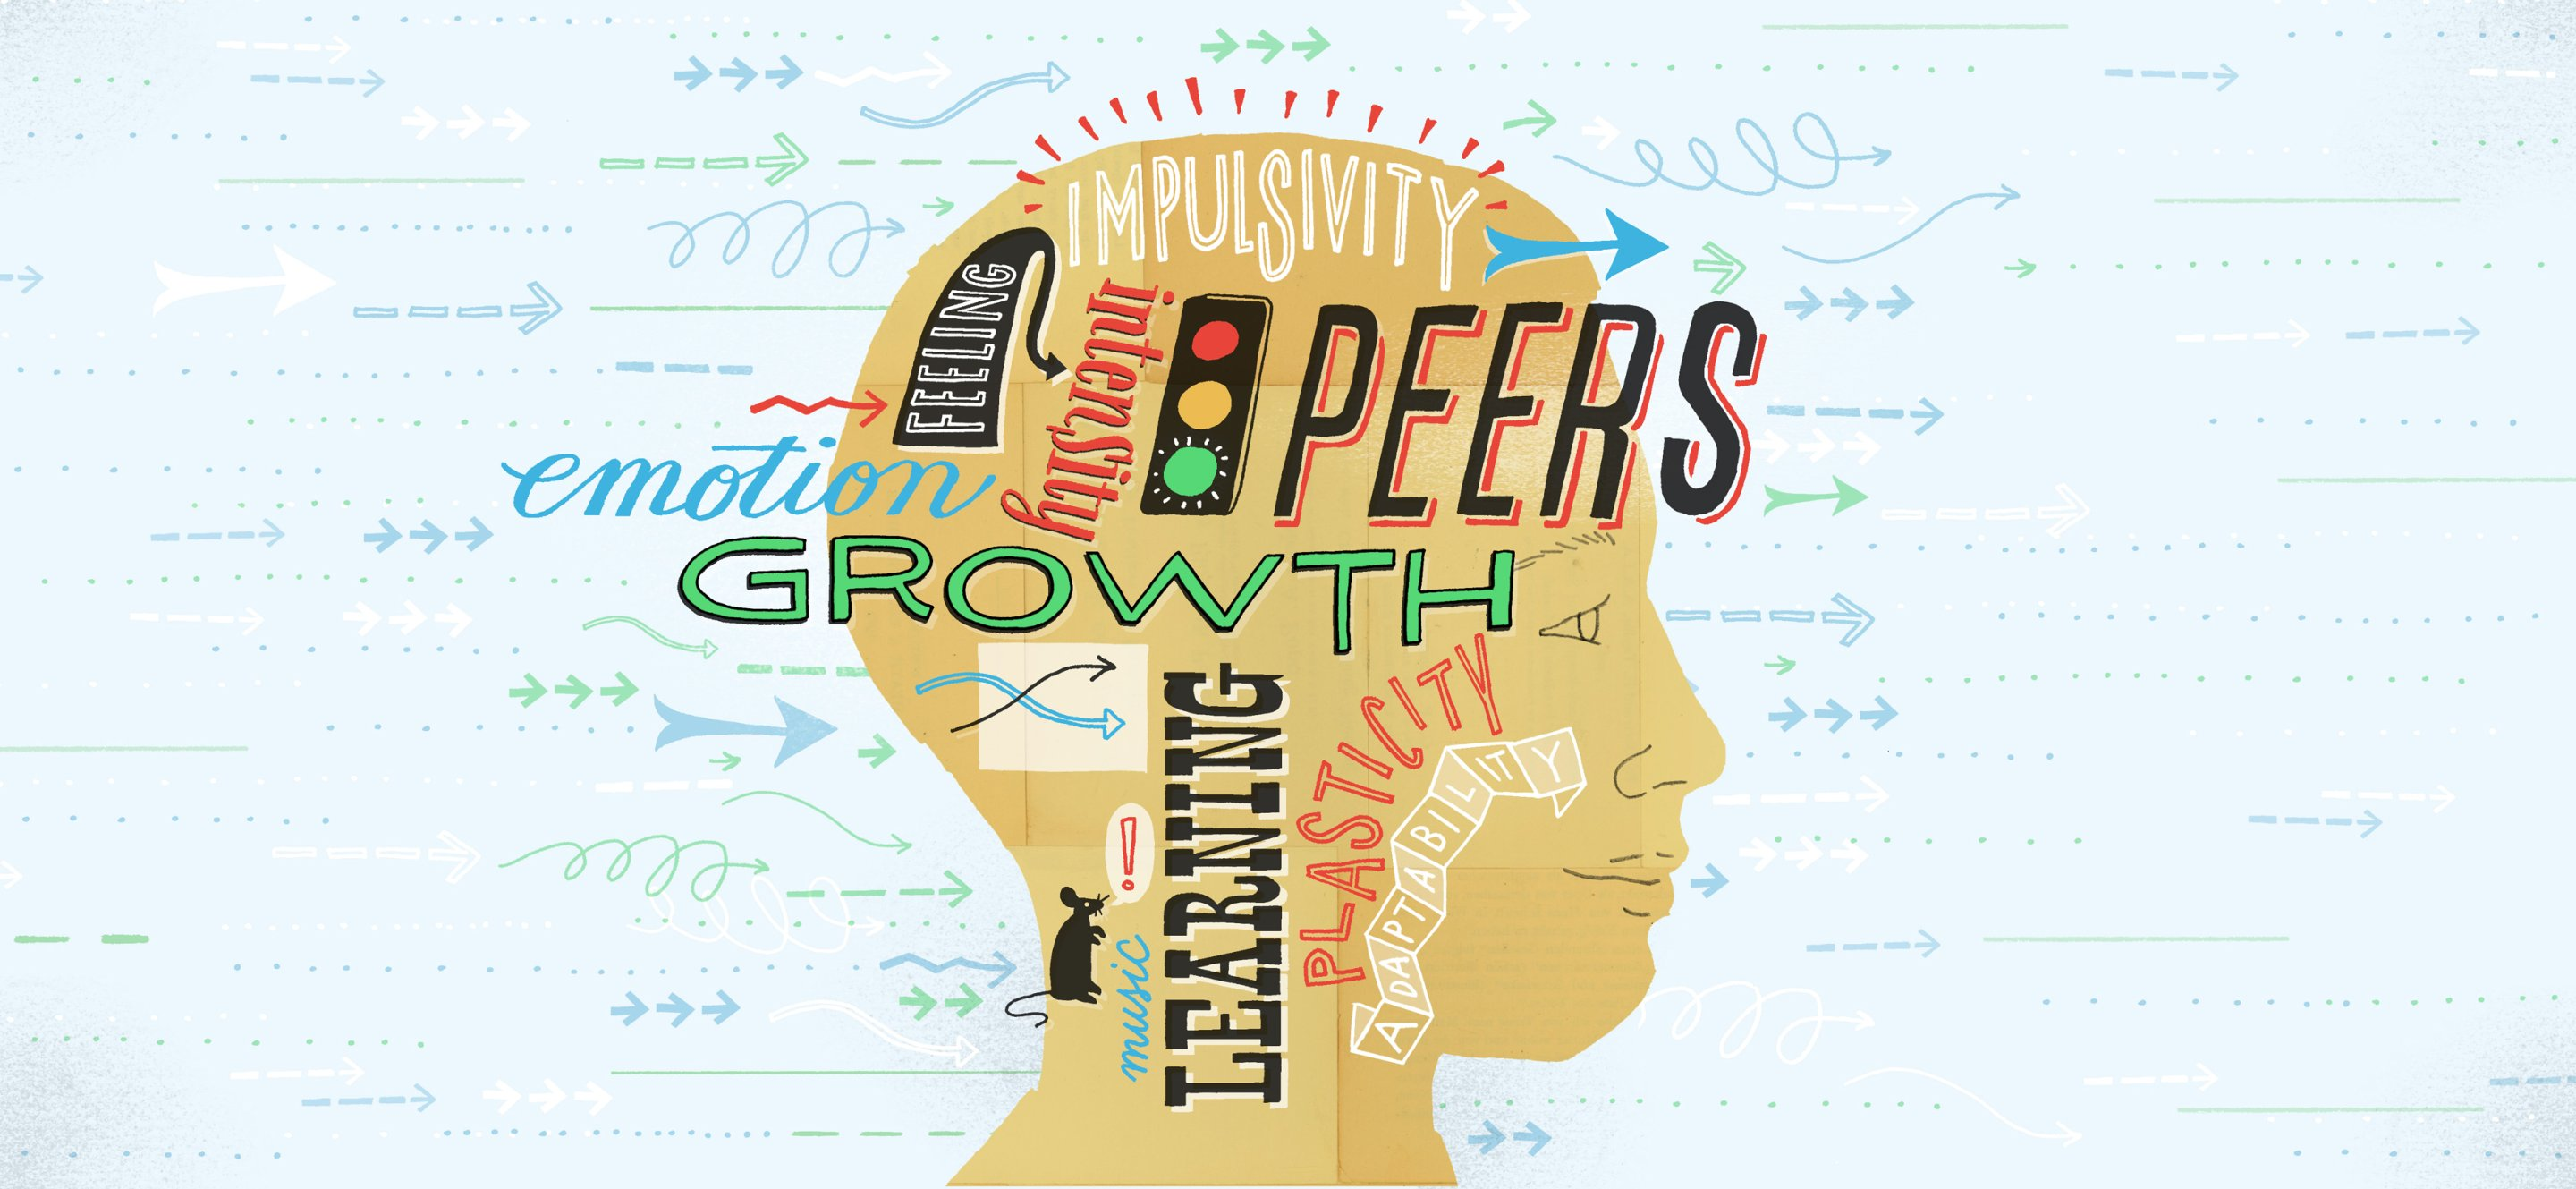 IMPULSIVITY
FEELING
intensity
PEERS
emotion
GROWTH
LEARNING
PLASTICITY
ADAPTABILITY
!
music